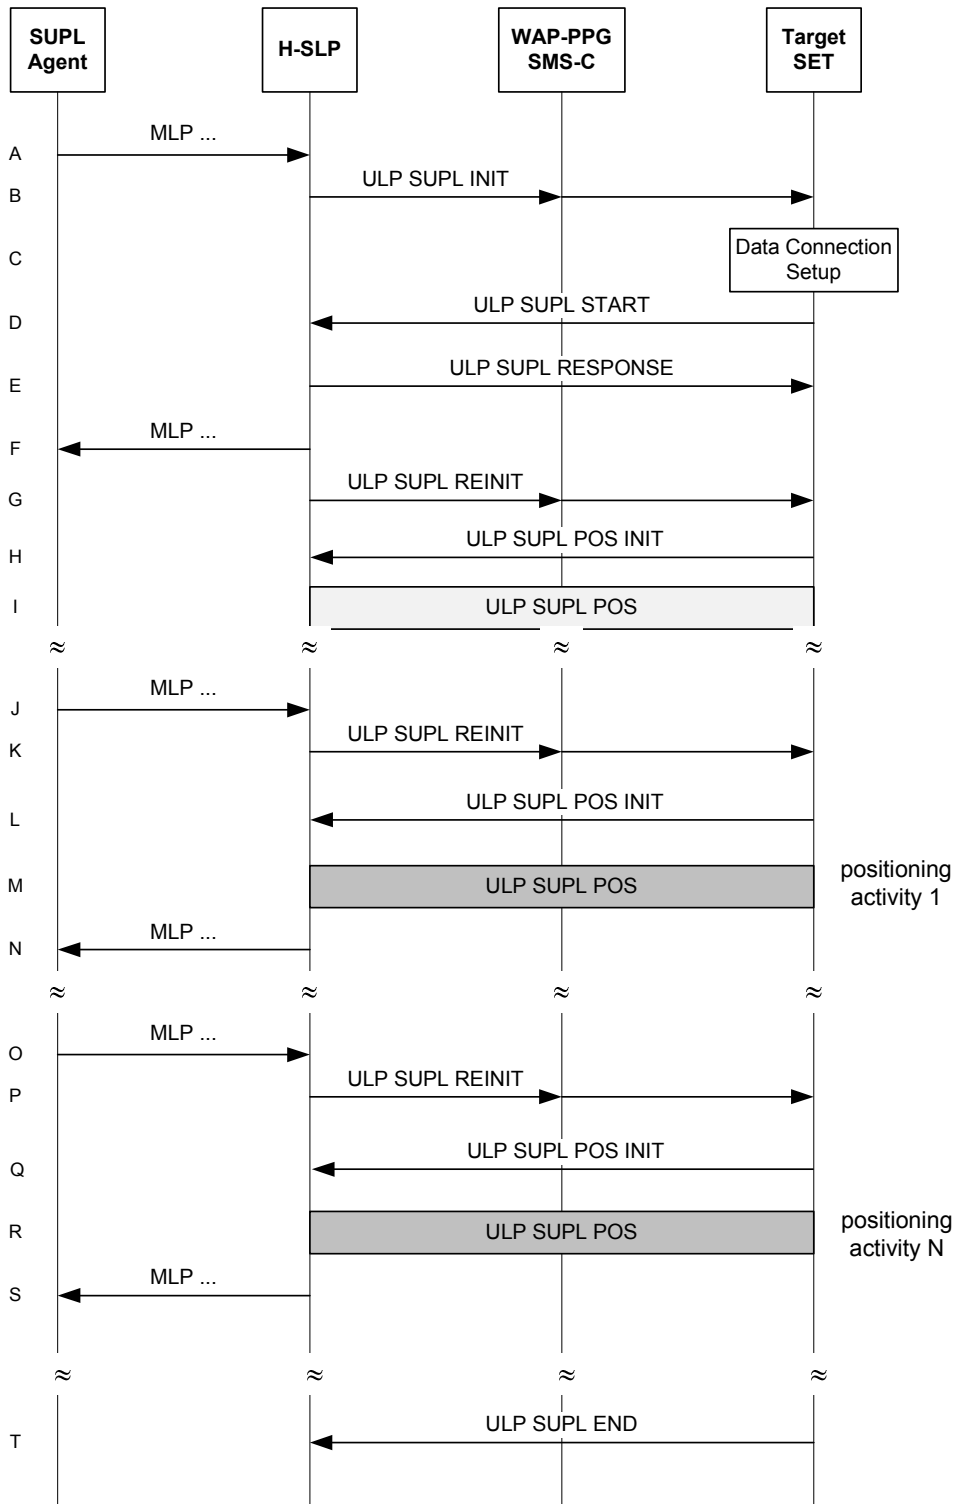 SUPL
Agent
H-SLP
WAP-PPG
SMS-C
Target
SET
MLP ...
A
ULP SUPL INIT
B
Data Connection
Setup
C
ULP SUPL START
D
ULP SUPL RESPONSE
E
MLP ...
F
ULP SUPL REINIT
G
ULP SUPL POS INIT
H
I
ULP SUPL POS
≈ ≈ ≈ ≈
MLP ...
J
ULP SUPL REINIT
K
ULP SUPL POS INIT
L
M
ULP SUPL POS
positioning
activity 1
MLP ...
N
≈ ≈ ≈ ≈
MLP ...
O
ULP SUPL REINIT
P
ULP SUPL POS INIT
Q
R
ULP SUPL POS
positioning
activity N
MLP ...
S
≈ ≈ ≈ ≈
ULP SUPL END
T